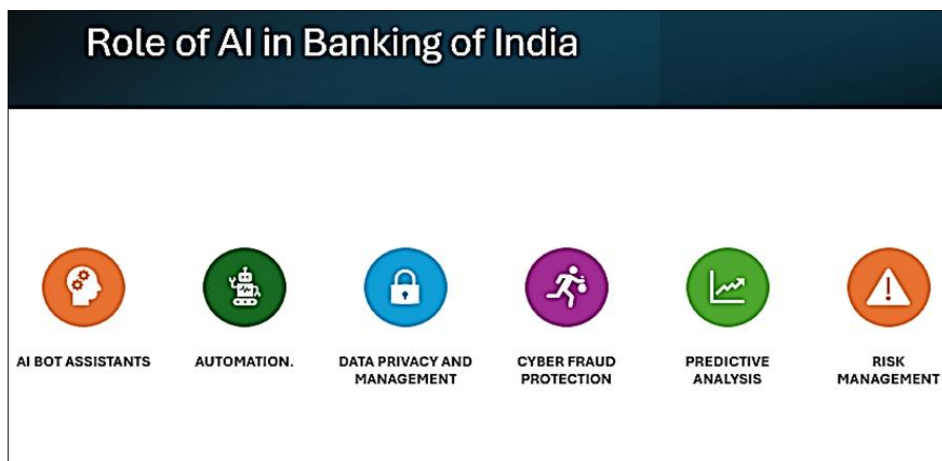 Role of AI in Banking of India
AI BOT ASSISTANTS
AUTOMATION.
DATA PRIVACY AND
MANAGEMENT
CYBER FRAUD
PROTECTION
PREDICTIVE
ANALYSIS
RISK
MANAGEMENT